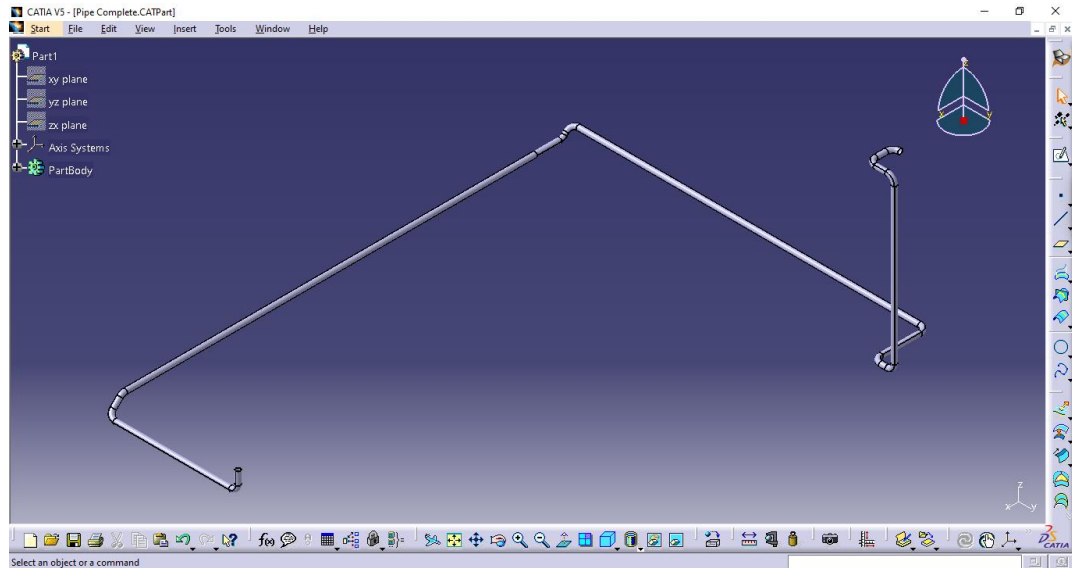 CATIA V5 - [Pipe Complete.CATPart]
Start File Edit View Insert Tools Window Help
Part1
xy plane
yz plane
zx plane
Axis Systems
PartBody
z
x y
z
x y
f(x)
CATIA
Select an object or a command